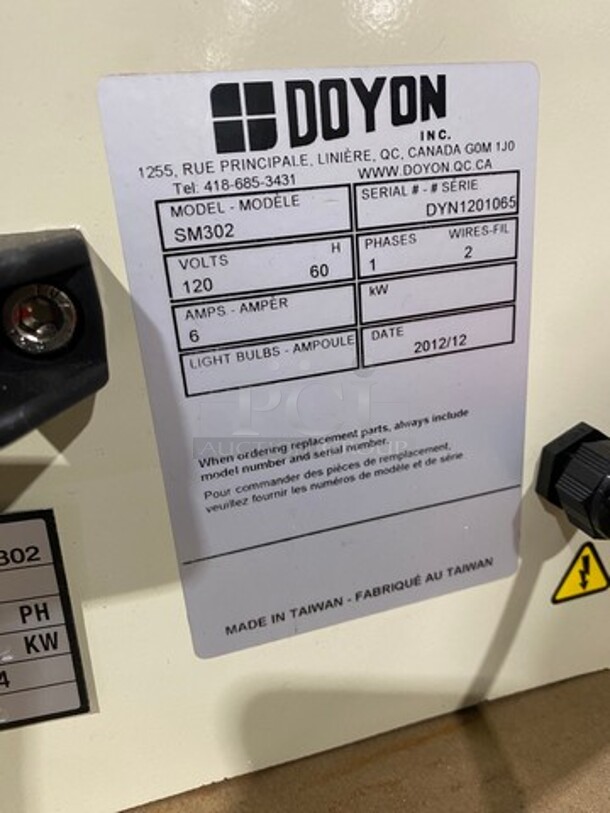 DOYON
INC.
1255, RUE PRINCIPALE, LINIÈRE, QC, CANADA G0M 1J0
Tel: 418-685-3431 WWW.DOYON.QC.CA
MODEL - MODÈLE
SM302
SERIAL # - # SÉRIE
DYN1201065
VOLTS H
120 60
PHASES WIRES-FIL
1 2
AMPS - AMPÈR
6
kW
LIGHT BULBS - AMPOULE
DATE
2012/12
PCI
AUCTION GROUP
When ordering replacement parts, always include
model number and serial number.
Pour commander des pièces de remplacement,
veuillez fournir les numéros de modèle et de série.
MADE IN TAIWAN - FABRIQUÉ AU TAIWAN
302
PH
KW
4